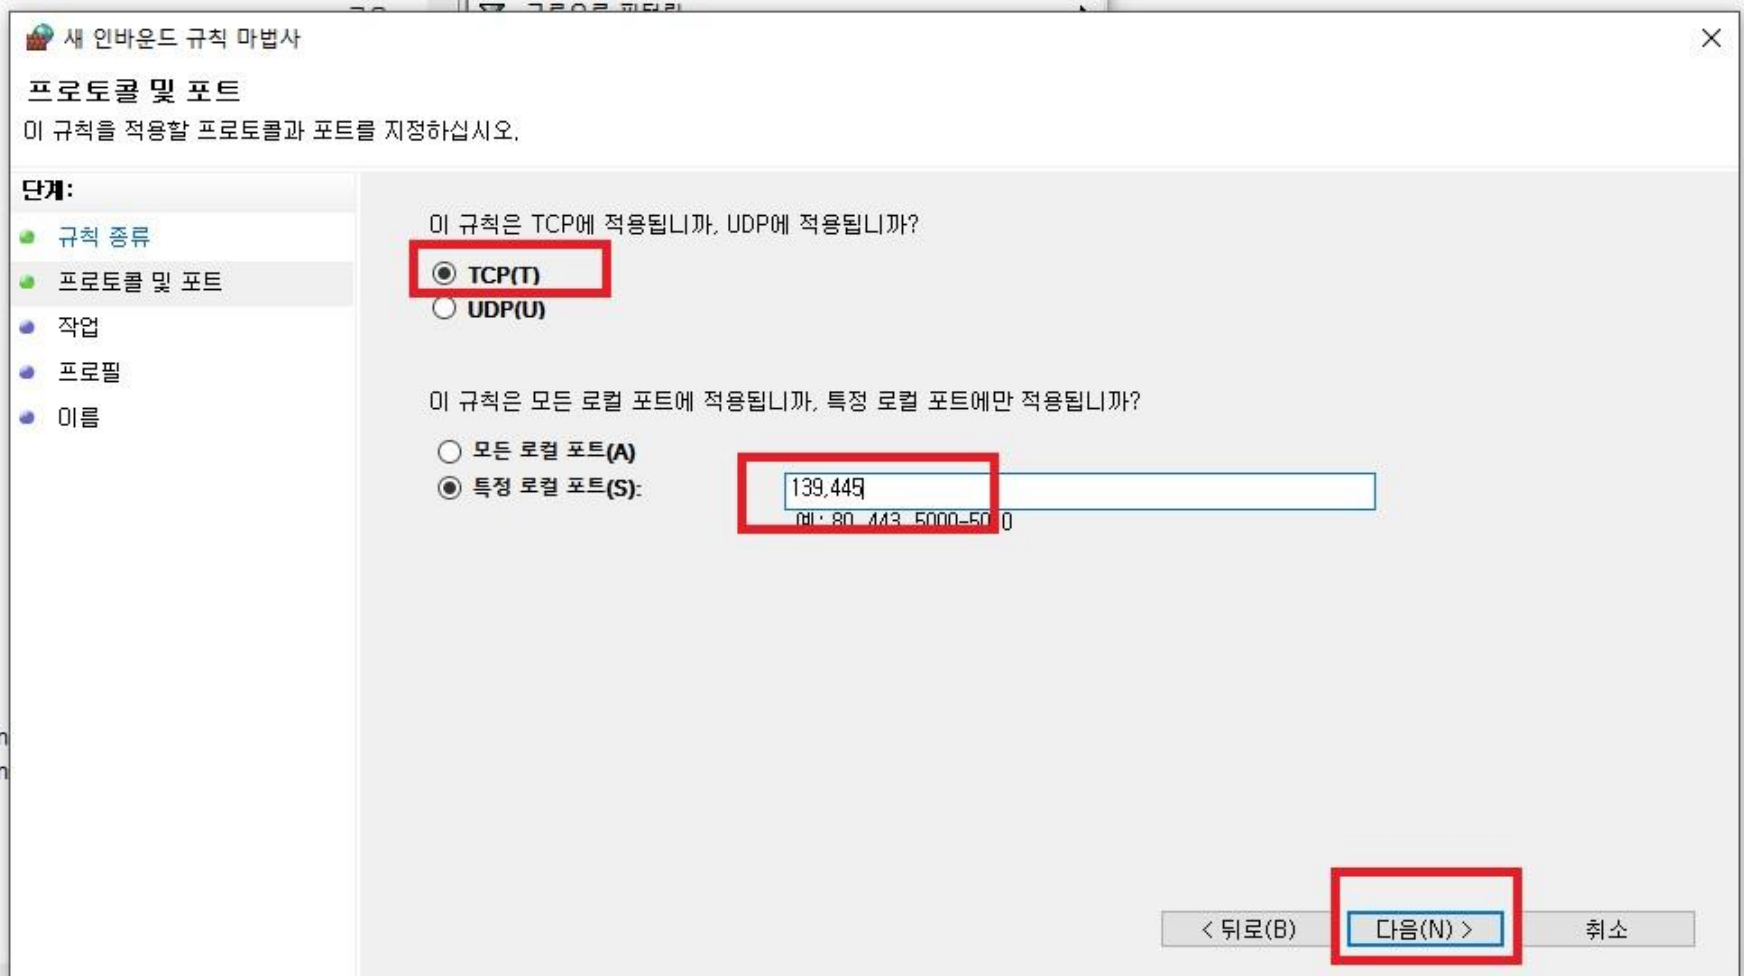 새 인바운드 규칙 마법사
프로토콜 및 포트
이 규칙을 적용할 프로토콜과 포트를 지정하십시오.
단계:
규칙 종류
프로토콜 및 포트
작업
프로필
이름
이 규칙은 TCP에 적용됩니까, UDP에 적용됩니까?
TCP(T)
UDP(U)
이 규칙은 모든 로컬 포트에 적용됩니까, 특정 로컬 포트에만 적용됩니까?
모든 로컬 포트(A)
특정 로컬 포트(S):
139,445
예: 80, 443, 5000-5010
< 뒤로(B)
다음(N) >
취소